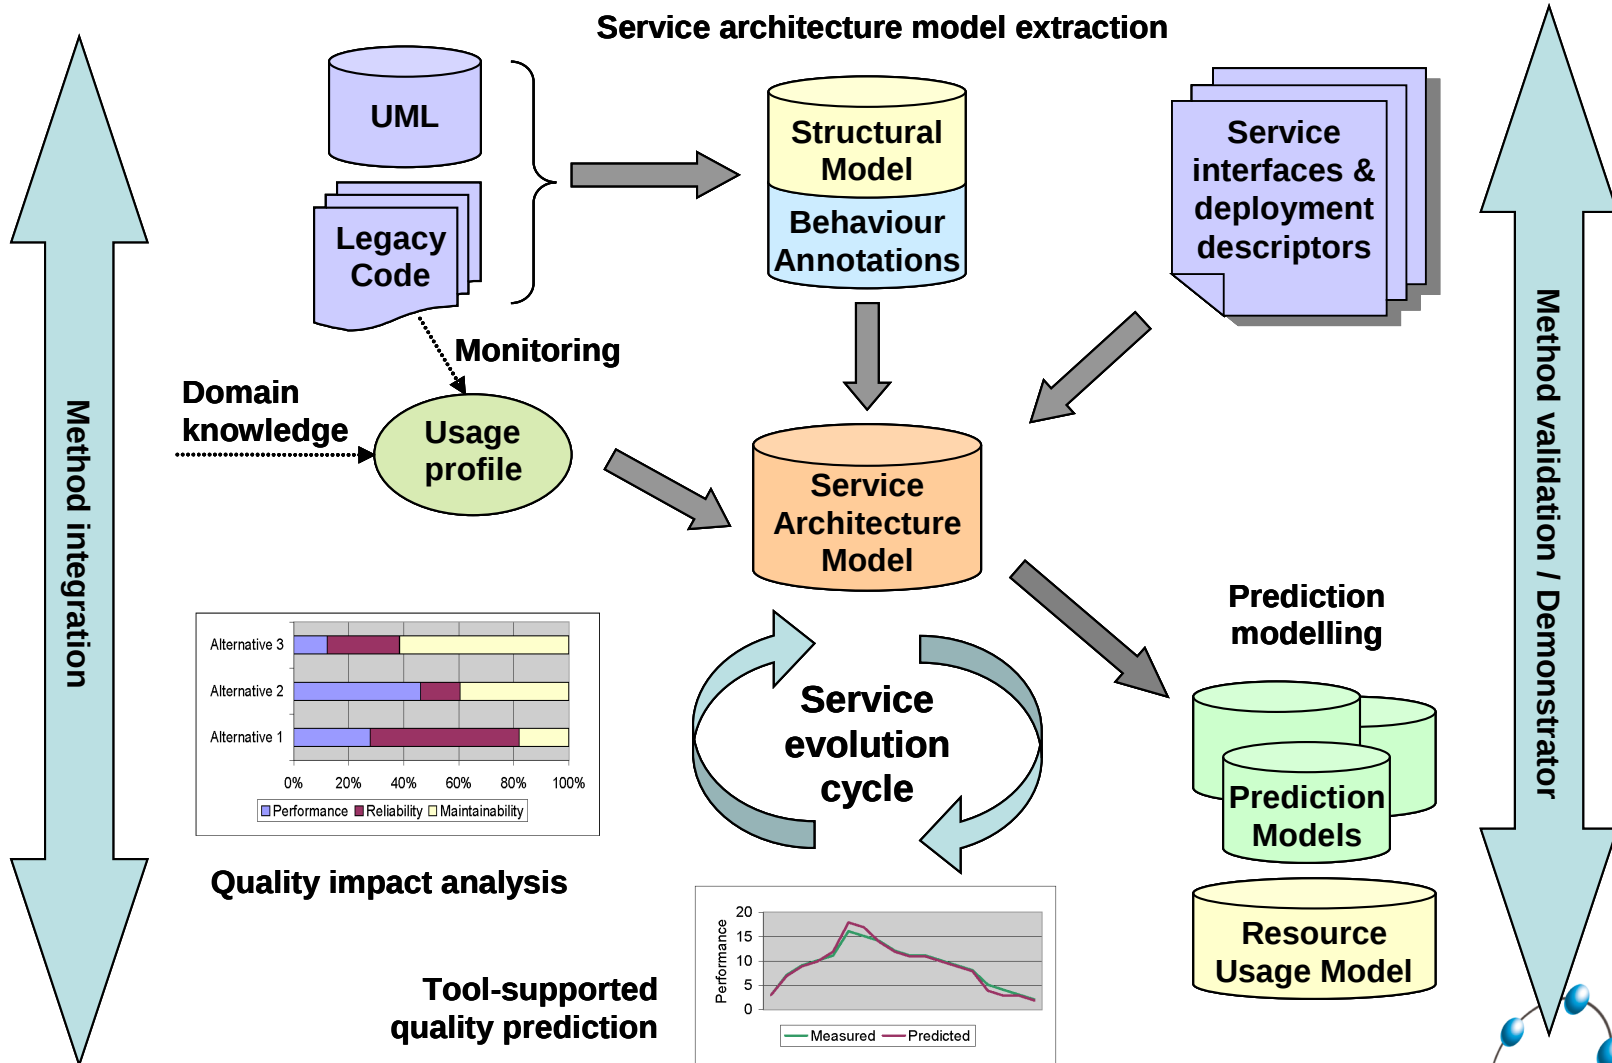 Service architecture model extraction
UML
Legacy
Code
Structural
Model
Behaviour
Annotations
Service
interfaces &
deployment
descriptors
Monitoring
Domain
knowledge
Usage
profile
Service
Architecture
Model
Method integration
Method validation / Demonstrator
Prediction
modelling
Alternative 3
Alternative 2
Alternative 1
0% 20% 40% 60% 80% 100%
Performance Reliability Maintainability
Service
evolution
cycle
Prediction
Models
Quality impact analysis
Resource
Usage Model
Tool-supported
quality prediction
Performance
20
15
10
5
0
Measured Predicted